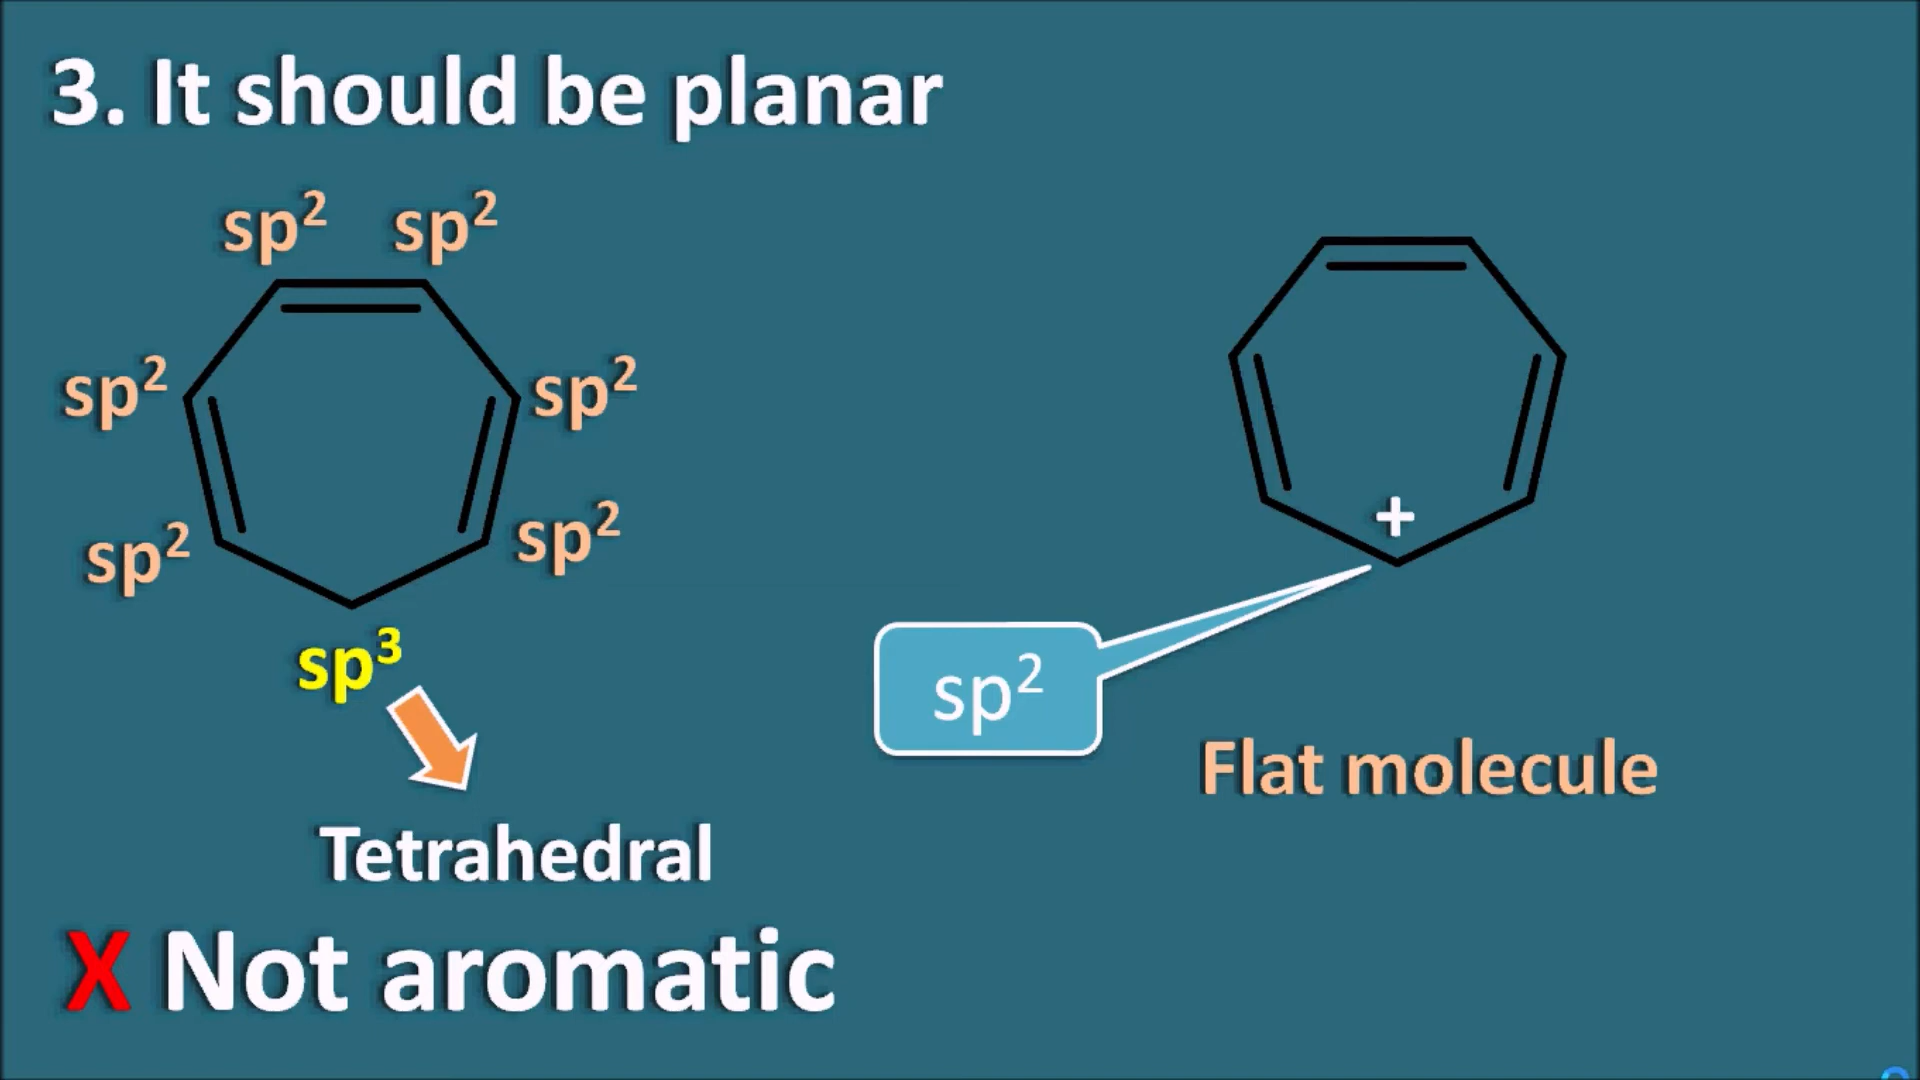 3. It should be planar
sp²
sp²
sp²
sp²
sp²
sp²
sp³
Tetrahedral
X Not aromatic
+
sp²
Flat molecule